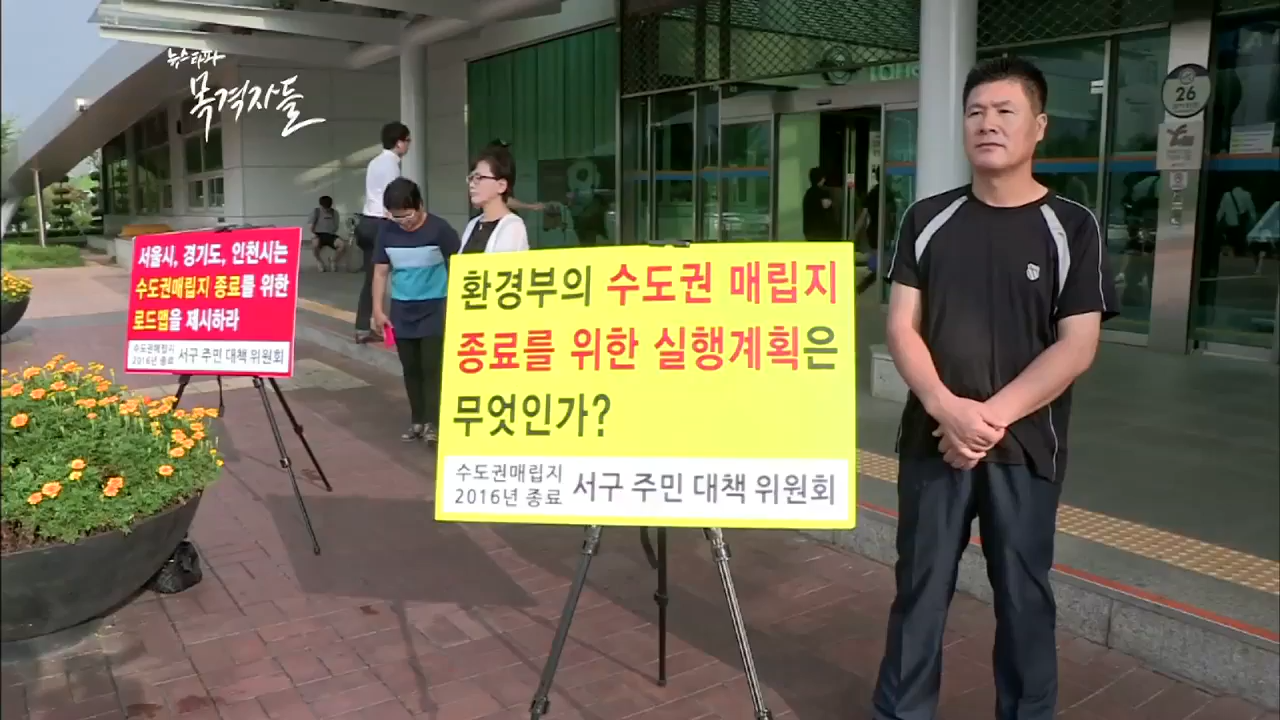 뉴스타파
목격자들
서울시, 경기도, 인천시는
수도권매립지 종료를 위한
로드맵을 제시하라
수도권매립지
2016년 종료
서구 주민 대책 위원회
환경부의 수도권 매립지
종료를 위한 실행계획은
무엇인가?
수도권매립지
2016년 종료
서구 주민 대책 위원회
26